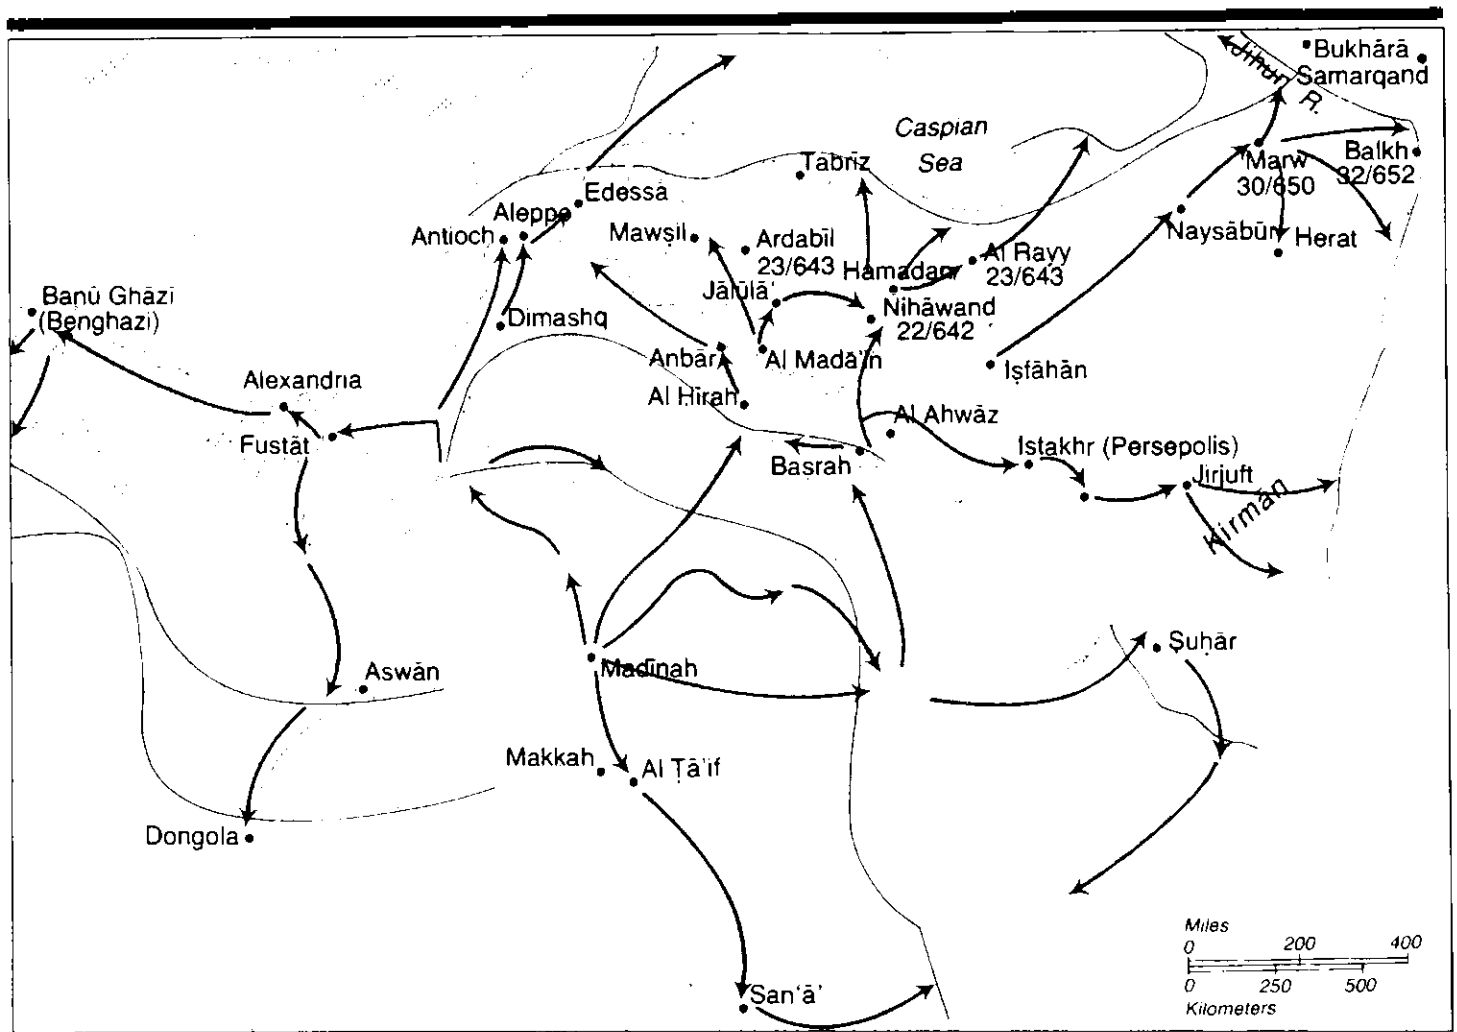 Jihun R.
Bukhārā
Samarqand
Caspian
Sea
Tabrīz
Marw
30/650
Balkh
32/652
Edessa
Aleppo
Antioch
Mawṣil
Ardabīl
23/643
Hamadan
Al Rayy
23/643
Naysābūr
Herat
Banū Ghāzī
(Benghazi)
Jālūlā'
Nihāwand
22/642
Dimashq
Anbār
Al Madā'in
Iṣfāhān
Alexandria
Al Ḥīrah
Al Ahwāz
Fusṭāṭ
Basrah
Istakhr (Persepolis)
Jirjuft
Kirmān
Ṣuḥār
Madīnah
Aswān
Makkah
Al Ṭā'if
Dongola
San‘ā’
Miles
0 200 400
0 250 500
Kilometers